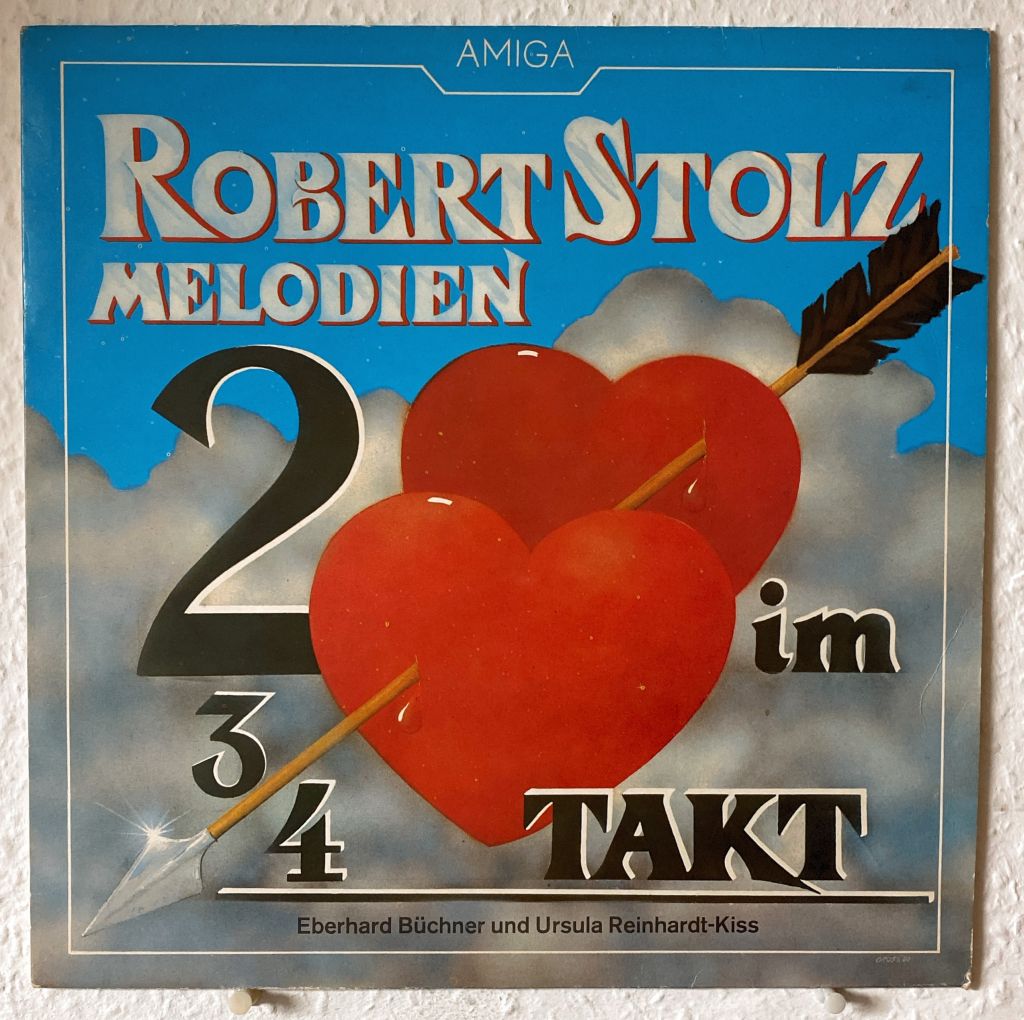 AMIGA
ROBERT STOLZ
MELODIEN
2
im
3
4
TAKT
Eberhard Büchner und Ursula Reinhardt-Kiss